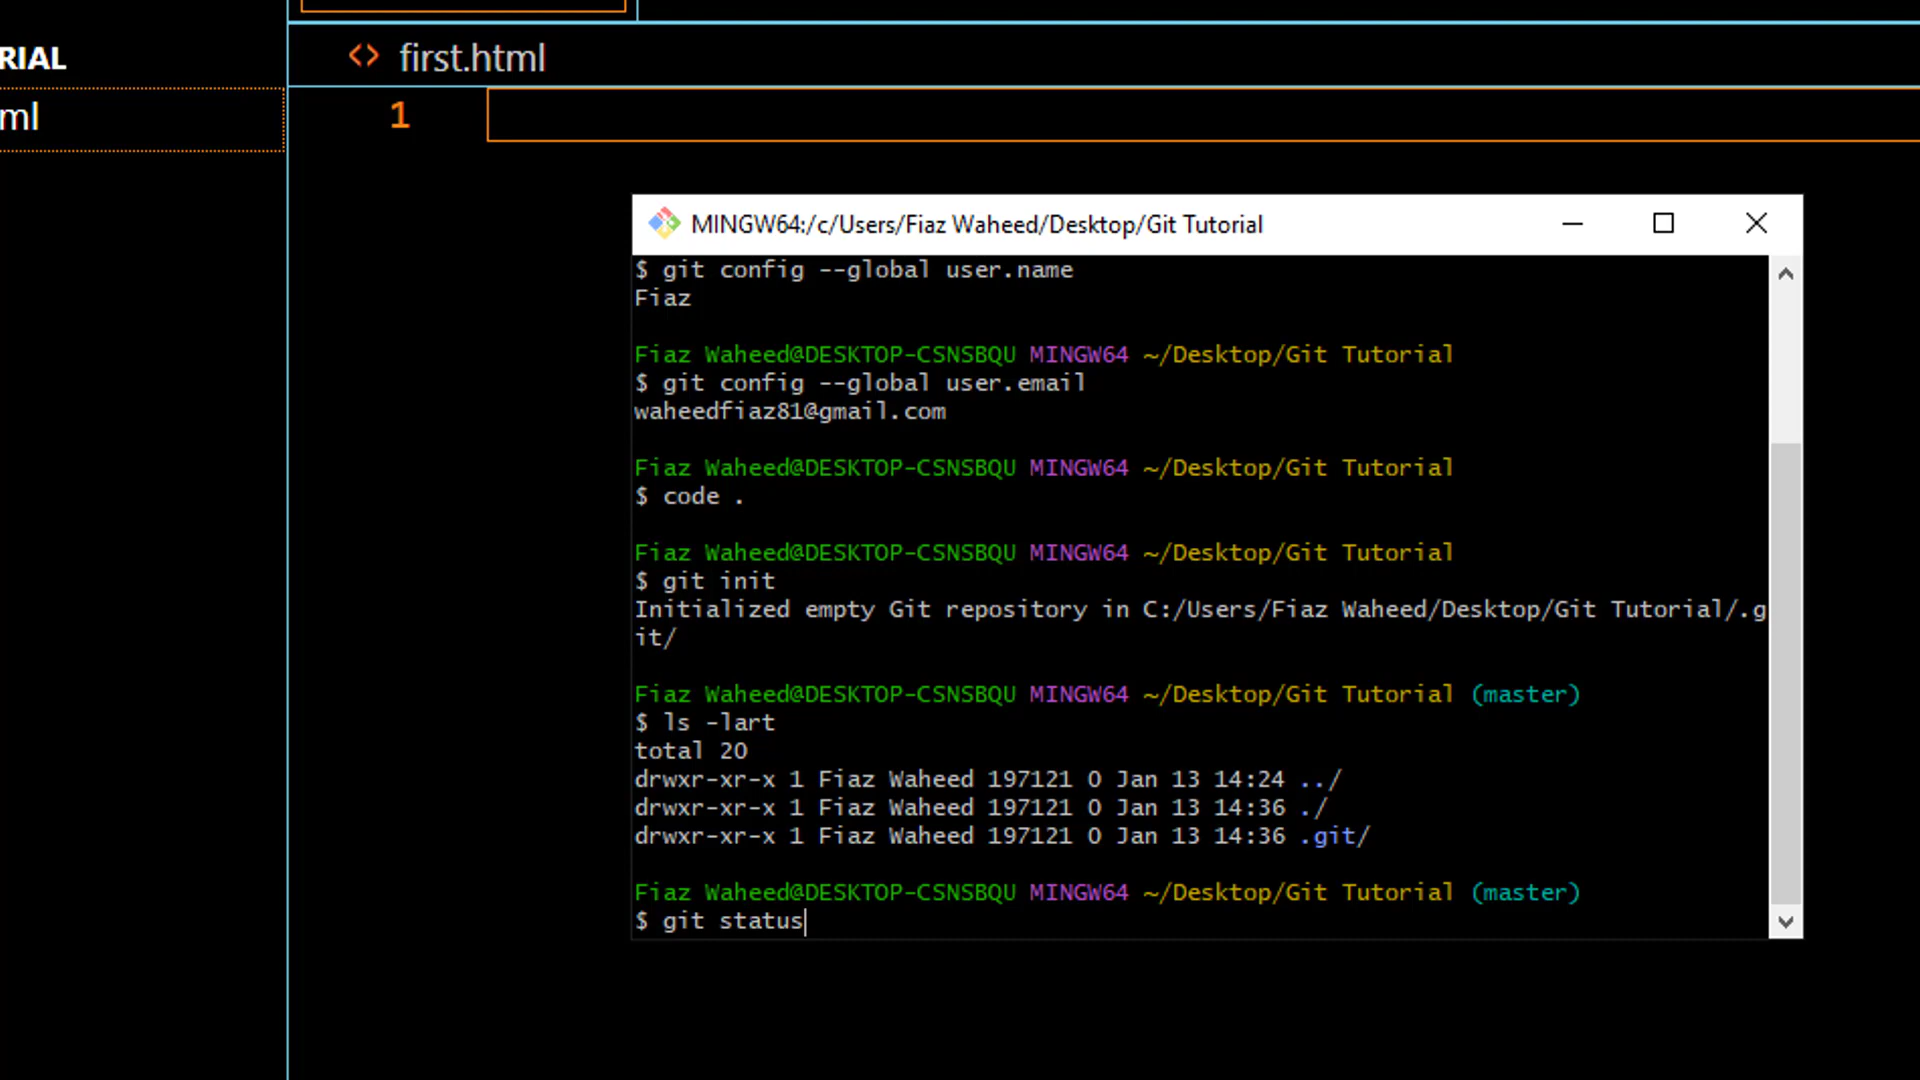 RIAL
ml
<> first.html
1
MINGW64:/c/Users/Fiaz Waheed/Desktop/Git Tutorial
$ git config --global user.name
Fiaz
Fiaz Waheed@DESKTOP-CSNSBQU MINGW64 ~/Desktop/Git Tutorial
$ git config --global user.email
waheedfiaz81@gmail.com
Fiaz Waheed@DESKTOP-CSNSBQU MINGW64 ~/Desktop/Git Tutorial
$ code .
Fiaz Waheed@DESKTOP-CSNSBQU MINGW64 ~/Desktop/Git Tutorial
$ git init
Initialized empty Git repository in C:/Users/Fiaz Waheed/Desktop/Git Tutorial/.g
it/
Fiaz Waheed@DESKTOP-CSNSBQU MINGW64 ~/Desktop/Git Tutorial (master)
$ ls -lart
total 20
drwxr-xr-x 1 Fiaz Waheed 197121 0 Jan 13 14:24 ../
drwxr-xr-x 1 Fiaz Waheed 197121 0 Jan 13 14:36 ./
drwxr-xr-x 1 Fiaz Waheed 197121 0 Jan 13 14:36 .git/
Fiaz Waheed@DESKTOP-CSNSBQU MINGW64 ~/Desktop/Git Tutorial (master)
$ git status